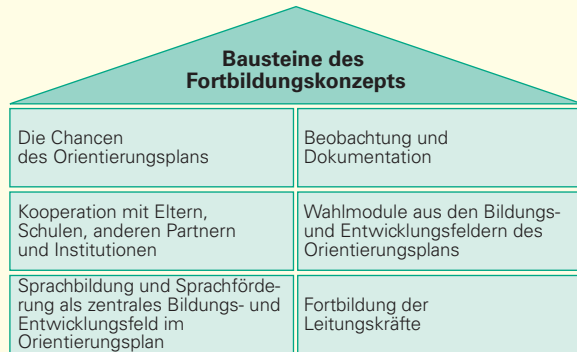 Bausteine des
Fortbildungskonzepts
Die Chancen
des Orientierungsplans
Beobachtung und
Dokumentation
Kooperation mit Eltern,
Schulen, anderen Partnern
und Institutionen
Wahlmodule aus den Bildungs-
und Entwicklungsfeldern des
Orientierungsplans
Sprachbildung und Sprachförde-
rung als zentrales Bildungs- und
Entwicklungsfeld im
Orientierungsplan
Fortbildung der
Leitungskräfte